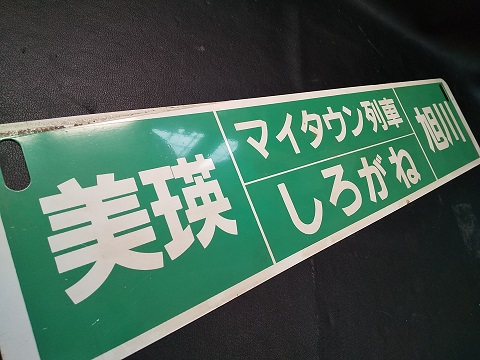 美瑛
マイタウン列車
しろがね
旭川